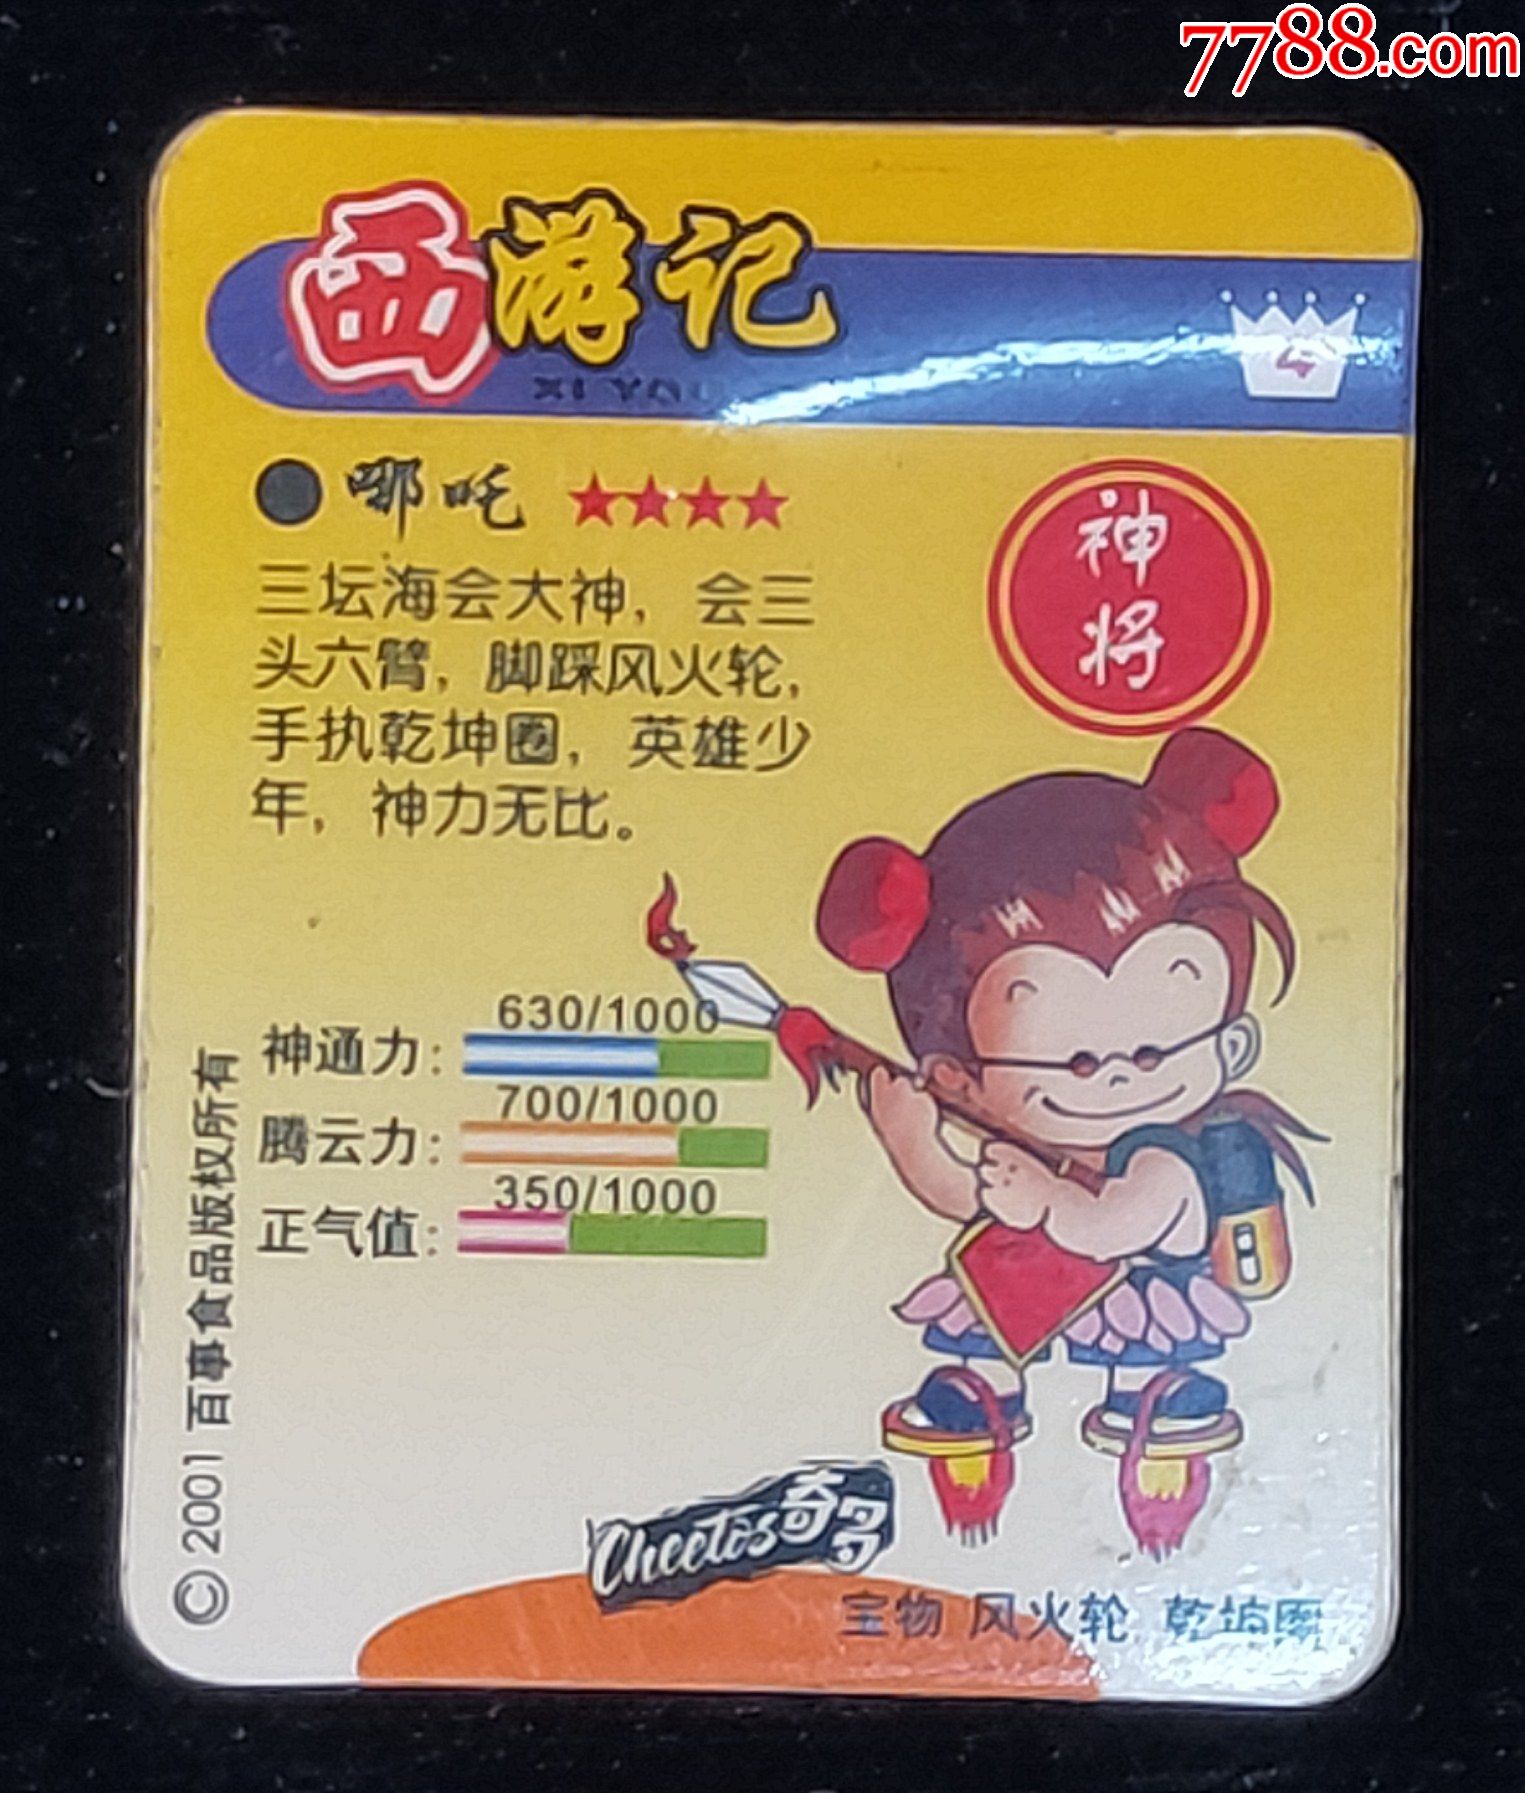 7788.com
西游记
XI YOU
4
哪吒 ★★★★
神将
三坛海会大神，会三
头六臂，脚踩风火轮，
手执乾坤圈，英雄少
年，神力无比。
神通力：630/1000
腾云力：700/1000
正气值：350/1000
© 2001 百事食品版权所有
Cheetos奇多
宝物 风火轮 乾坤圈